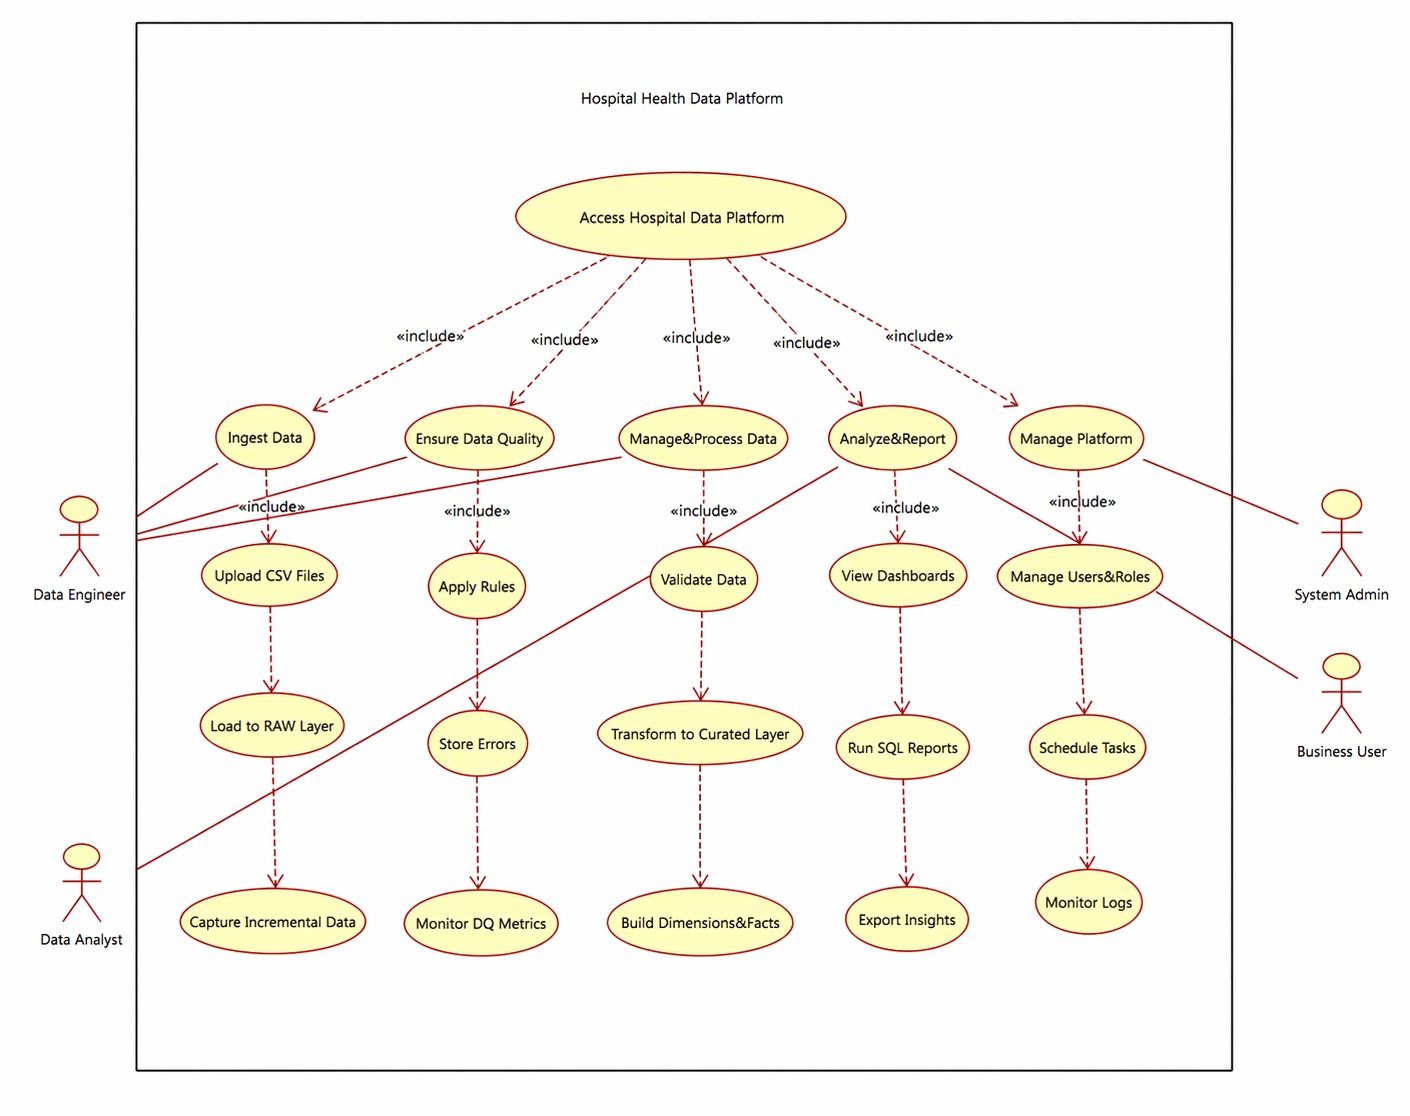 Hospital Health Data Platform
Access Hospital Data Platform
«include»
«include»
«include»
«include»
«include»
Ingest Data
Ensure Data Quality
Manage&Process Data
Analyze&Report
Manage Platform
«include»
«include»
«include»
«include»
«include»
Data Engineer
System Admin
Upload CSV Files
Apply Rules
Validate Data
View Dashboards
Manage Users&Roles
Load to RAW Layer
Store Errors
Transform to Curated Layer
Run SQL Reports
Schedule Tasks
Business User
Data Analyst
Capture Incremental Data
Monitor DQ Metrics
Build Dimensions&Facts
Export Insights
Monitor Logs